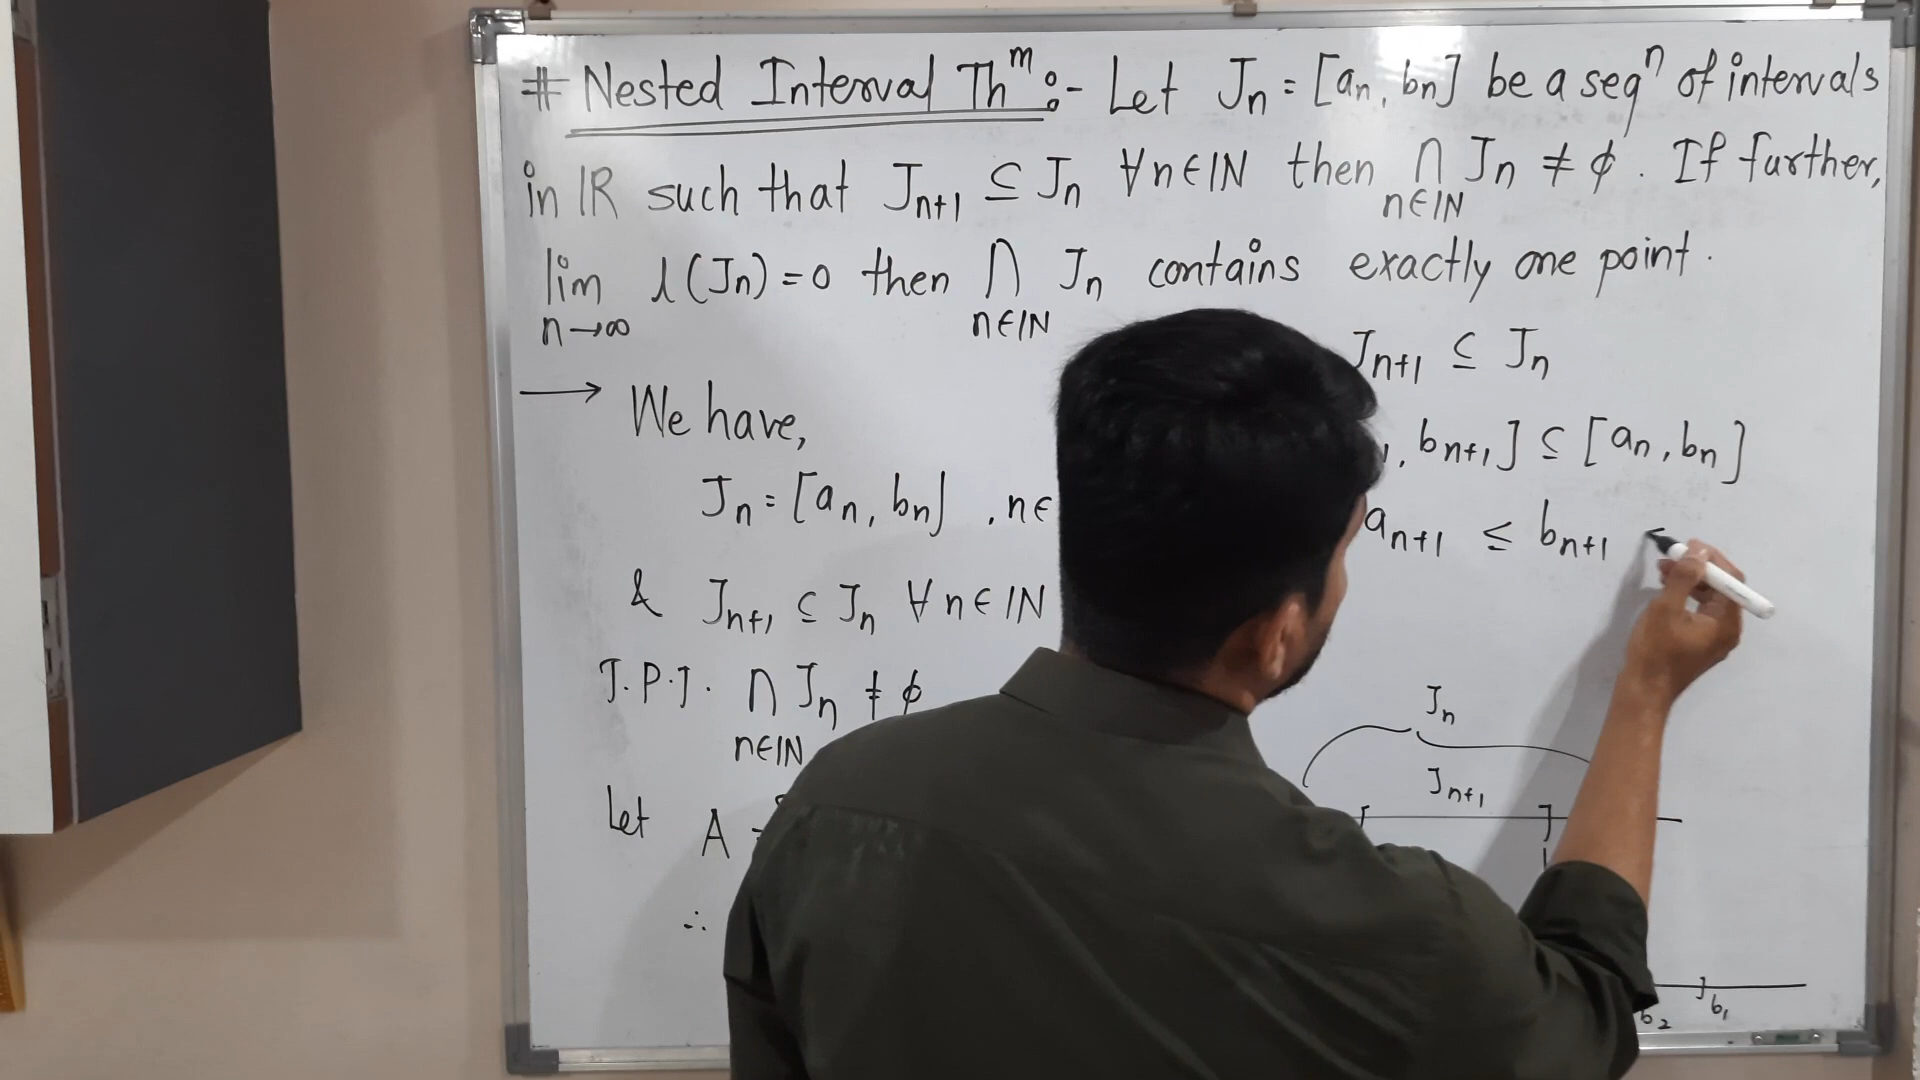 # Nested Interval Thᵐ :- Let Jn = [an, bn] be a seqⁿ of intervals
in IR such that Jn+1 ⊆ Jn ∀n∈IN then ∩ Jn ≠ ϕ. If further,
n∈IN
lim l(Jn) = 0 then ∩ Jn contains exactly one point.
n→∞ n∈IN
→ We have,
Jn = [an, bn] , n∈
& Jn+1 ⊆ Jn ∀n∈IN
T.P.T. ∩ Jn ≠ ϕ
n∈IN
Let A
∴
Jn+1 ⊆ Jn
, bn+1] ⊆ [an, bn]
an+1 ≤ bn+1
Jn
Jn+1
b2 b1